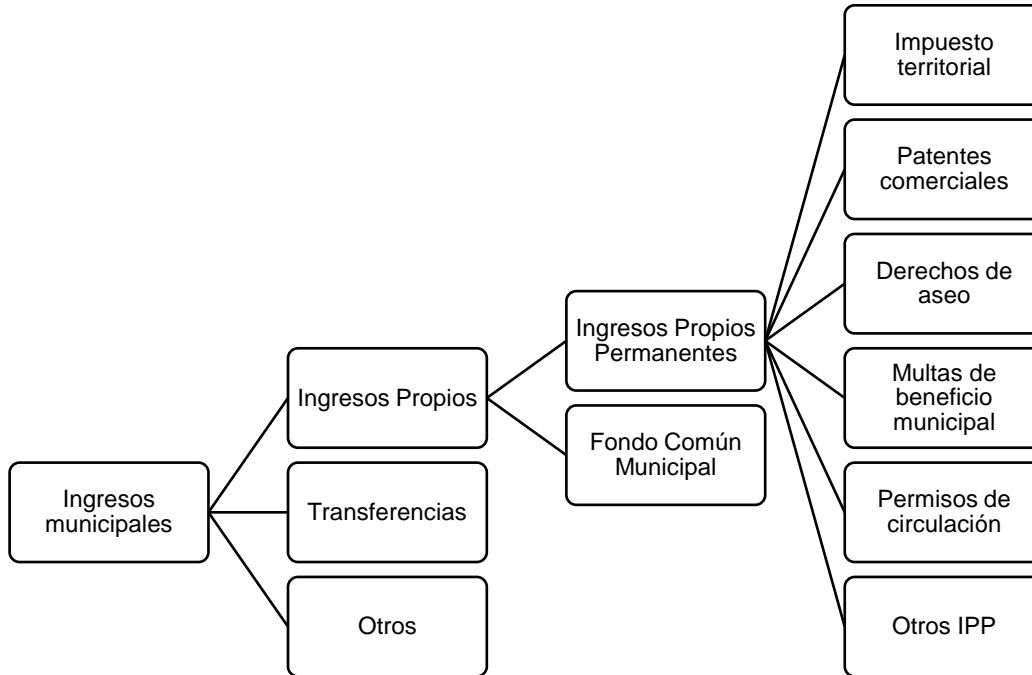 Ingresos
municipales
Ingresos Propios
Transferencias
Otros
Ingresos Propios
Permanentes
Fondo Común
Municipal
Impuesto
territorial
Patentes
comerciales
Derechos de
aseo
Multas de
beneficio
municipal
Permisos de
circulación
Otros IPP